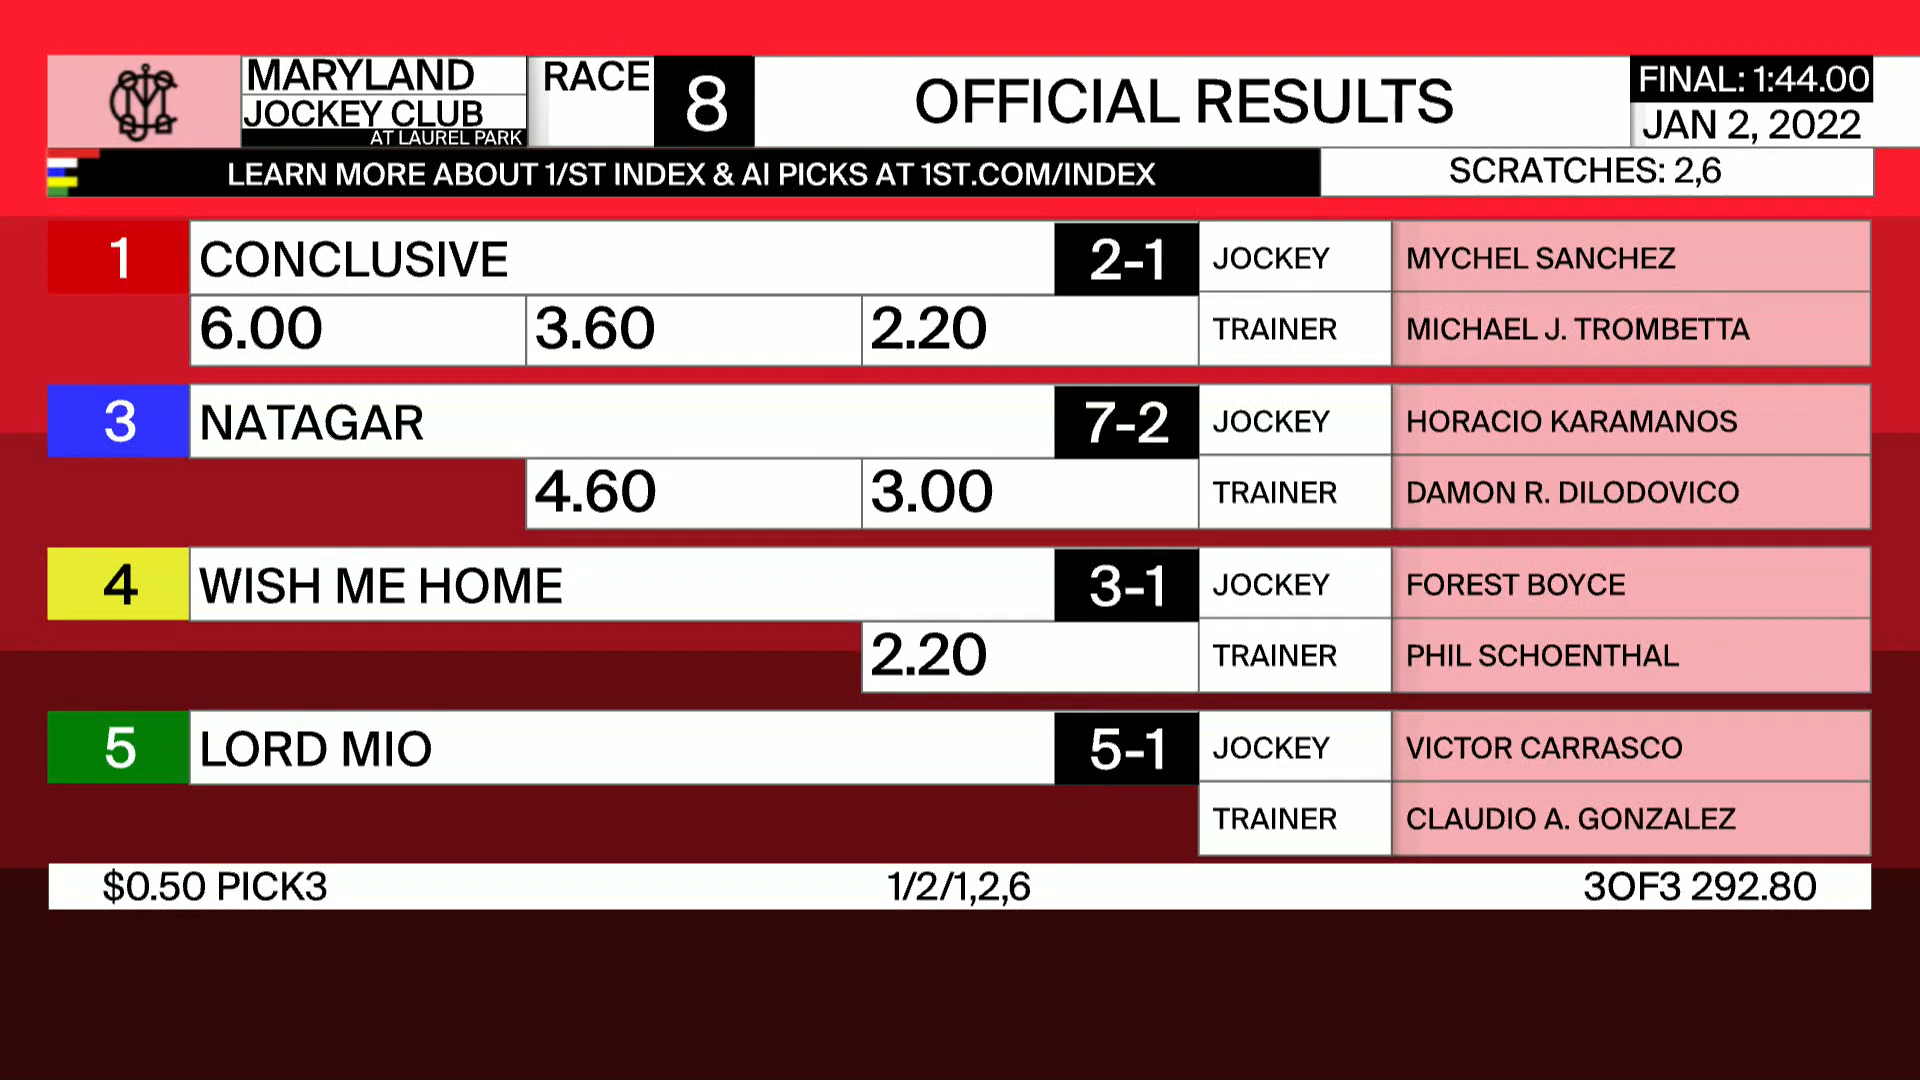 MARYLAND
JOCKEY CLUB
AT LAUREL PARK
RACE 8
OFFICIAL RESULTS
FINAL: 1:44.00
JAN 2, 2022
LEARN MORE ABOUT 1/ST INDEX & AI PICKS AT 1ST.COM/INDEX
SCRATCHES: 2,6
1 CONCLUSIVE 2-1 JOCKEY MYCHEL SANCHEZ
6.00 3.60 2.20 TRAINER MICHAEL J. TROMBETTA
3 NATAGAR 7-2 JOCKEY HORACIO KARAMANOS
4.60 3.00 TRAINER DAMON R. DILODOVICO
4 WISH ME HOME 3-1 JOCKEY FOREST BOYCE
2.20 TRAINER PHIL SCHOENTHAL
5 LORD MIO 5-1 JOCKEY VICTOR CARRASCO
TRAINER CLAUDIO A. GONZALEZ
$0.50 PICK3 1/2/1,2,6 3OF3 292.80